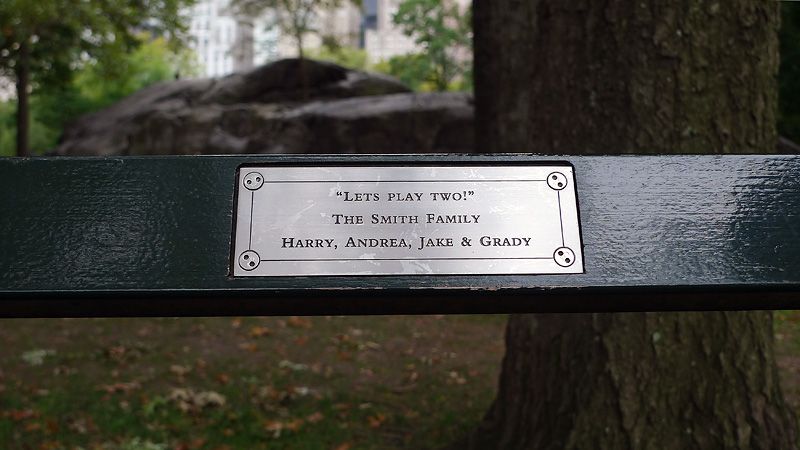 “Lets play two!”
The Smith Family
Harry, Andrea, Jake & Grady